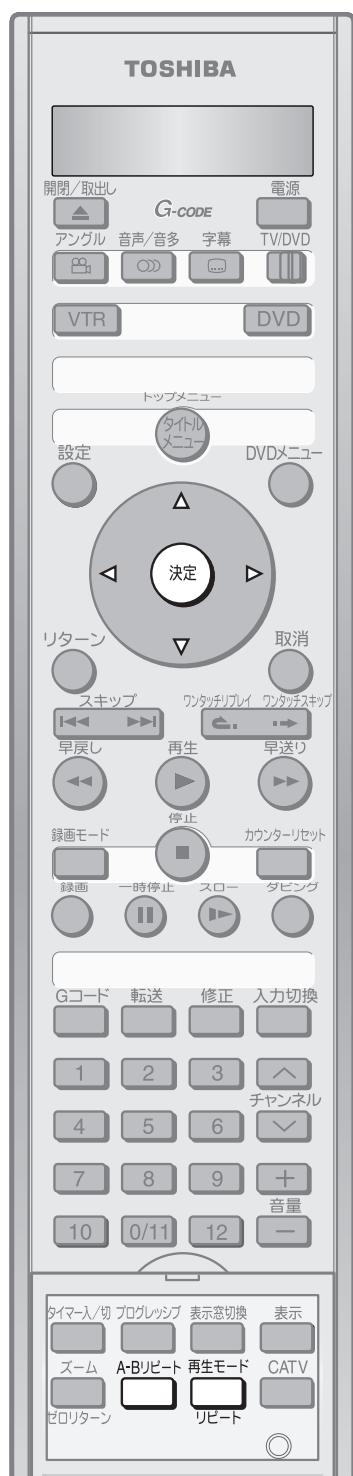 TOSHIBA
開閉/取出し G-CODE 電源
アングル 音声/音多 字幕 TV/DVD
VTR DVD
トップメニュー
タイトル
メニュー
設定 DVDメニュー
決定
リターン 取消
スキップ ワンタッチリプレイ ワンタッチスキップ
早戻し 再生 早送り
停止
録画モード カウンターリセット
録画 一時停止 スロー ダビング
Gコード 転送 修正 入力切換
1 2 3
チャンネル
4 5 6
7 8 9 +
音量
10 0/11 12 −
タイマー入/切 プログレッシブ 表示窓切換 表示
ズーム A-Bリピート 再生モード CATV
ゼロリターン リピート